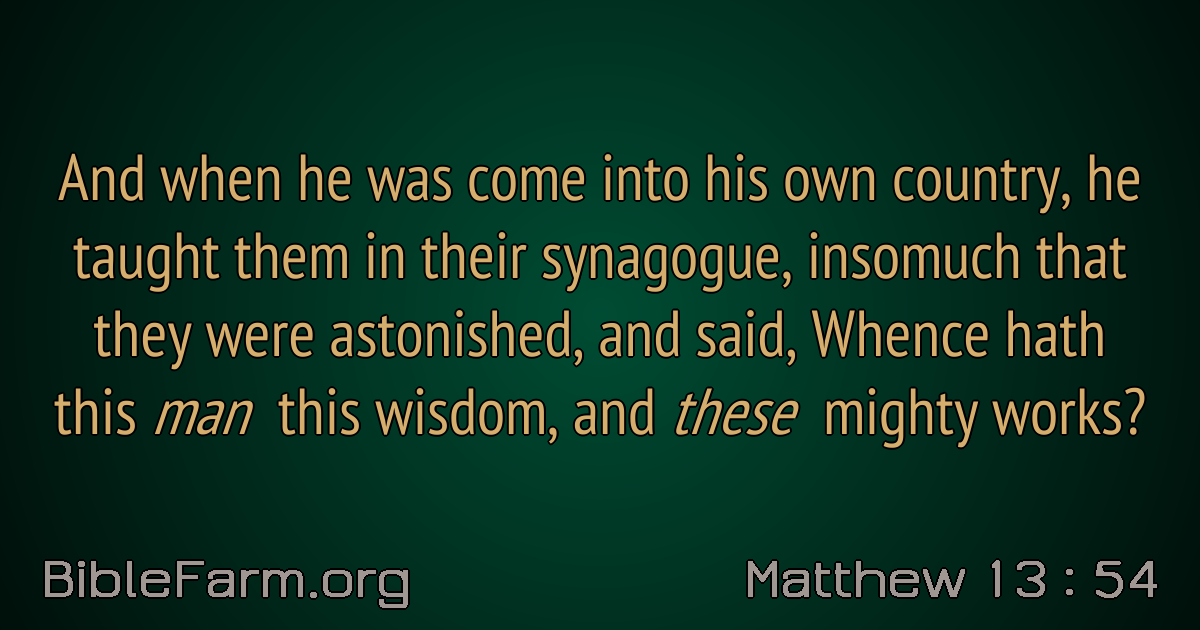 And when he was come into his own country, he
taught them in their synagogue, insomuch that
they were astonished, and said, Whence hath
this man this wisdom, and these mighty works?
BibleFarm.org
Matthew 13 : 54